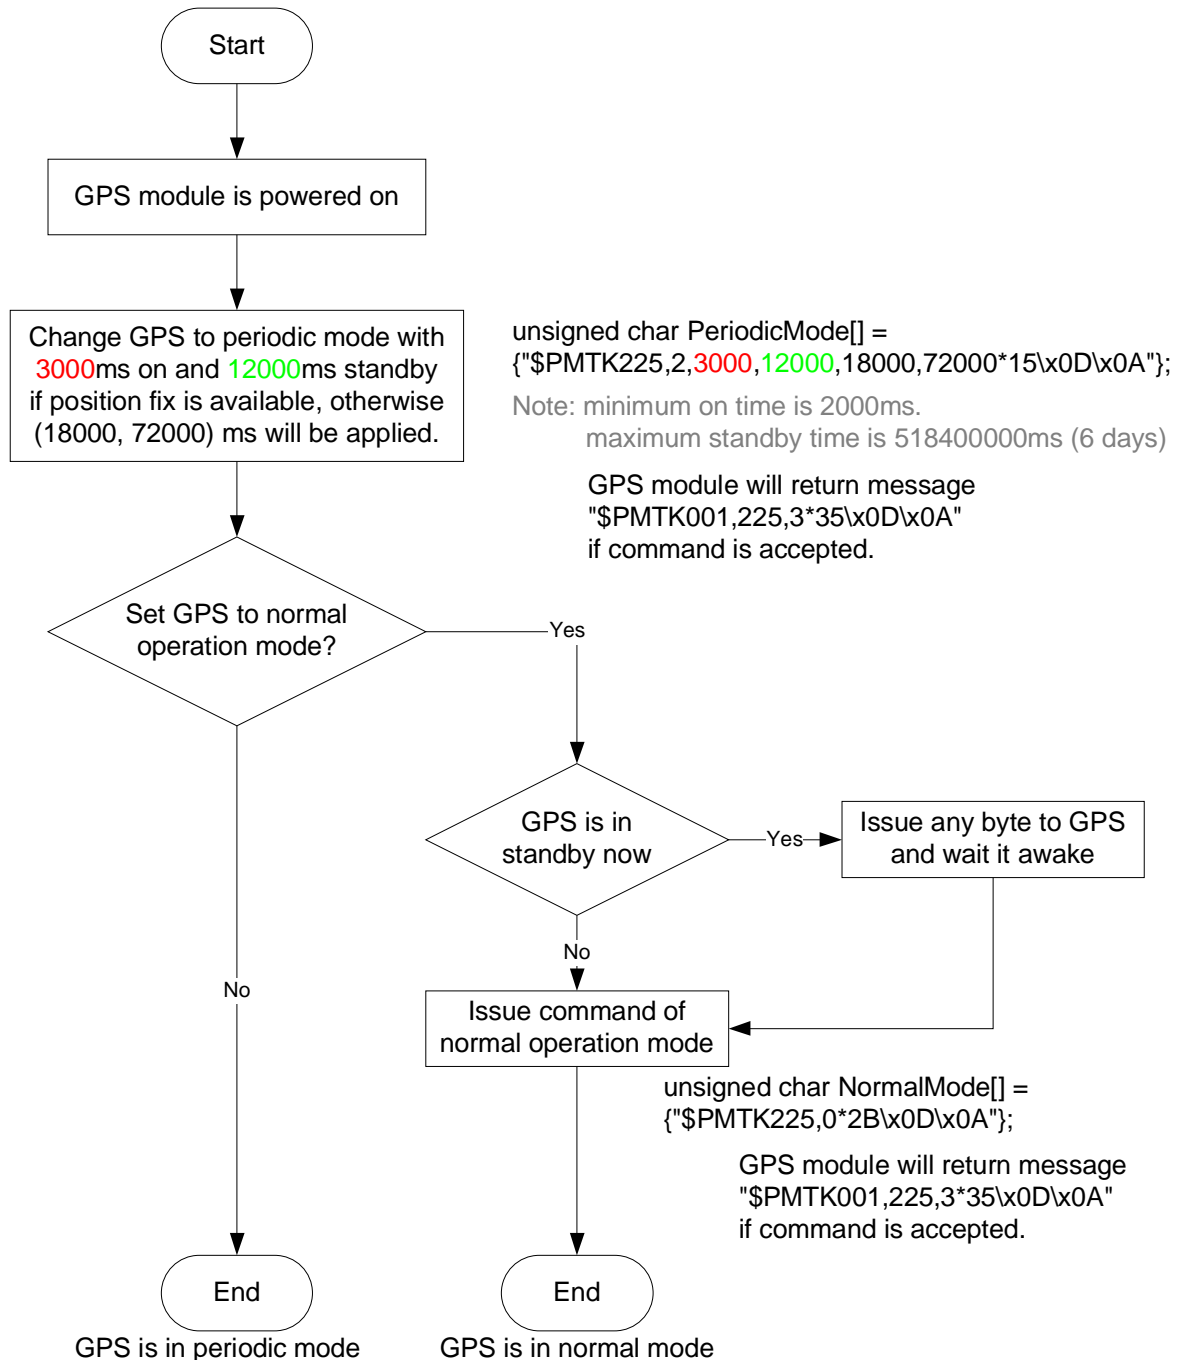 Start
GPS module is powered on
Change GPS to periodic mode with
3000ms on and 12000ms standby
if position fix is available, otherwise
(18000, 72000) ms will be applied.
unsigned char PeriodicMode[] =
{"$PMTK225,2,3000,12000,18000,72000*15\x0D\x0A"};
Note: minimum on time is 2000ms.
maximum standby time is 518400000ms (6 days)
GPS module will return message
"$PMTK001,225,3*35\x0D\x0A"
if command is accepted.
Set GPS to normal
operation mode?
Yes
GPS is in
standby now
Yes
Issue any byte to GPS
and wait it awake
No
No
Issue command of
normal operation mode
unsigned char NormalMode[] =
{"$PMTK225,0*2B\x0D\x0A"};
GPS module will return message
"$PMTK001,225,3*35\x0D\x0A"
if command is accepted.
End
GPS is in periodic mode
End
GPS is in normal mode